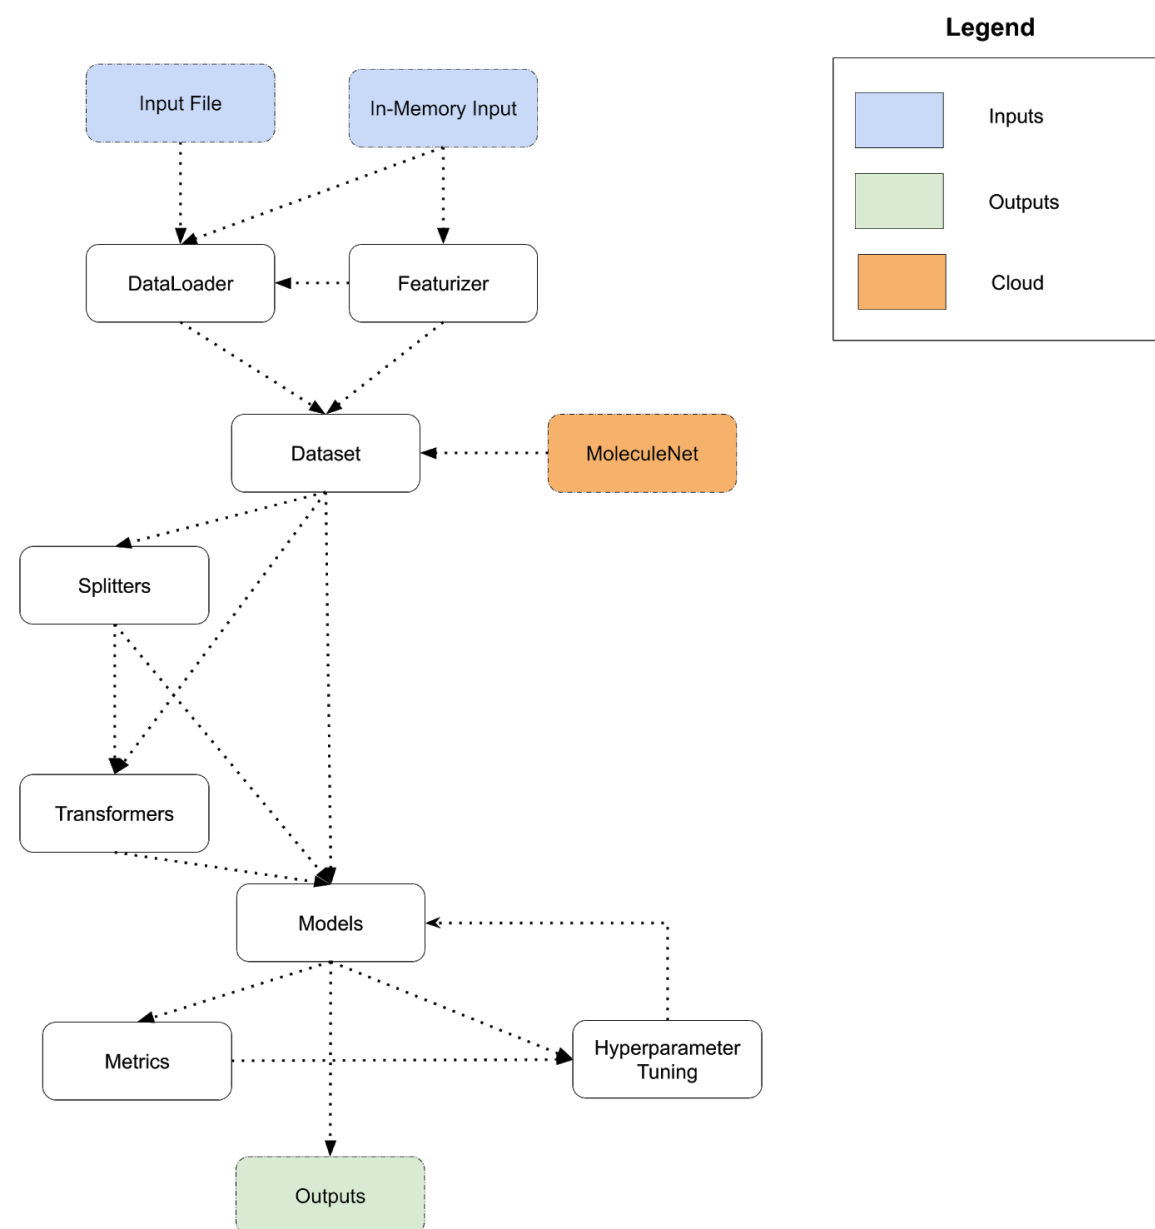 Legend
Input File
In-Memory Input
Inputs
Outputs
Cloud
DataLoader
Featurizer
Dataset
MoleculeNet
Splitters
Transformers
Models
Metrics
Hyperparameter
Tuning
Outputs